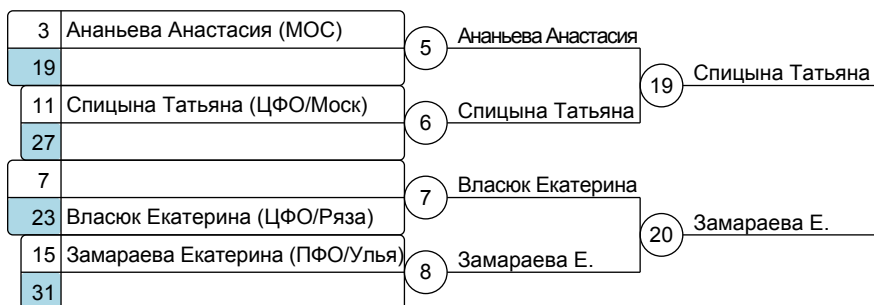 3 Ананьева Анастасия (МОС)
19
5 Ананьева Анастасия
11 Спицына Татьяна (ЦФО/Моск)
27
6 Спицына Татьяна
19 Спицына Татьяна
7
23 Власюк Екатерина (ЦФО/Ряза)
7 Власюк Екатерина
15 Замараева Екатерина (ПФО/Улья)
31
8 Замараева Е.
20 Замараева Е.